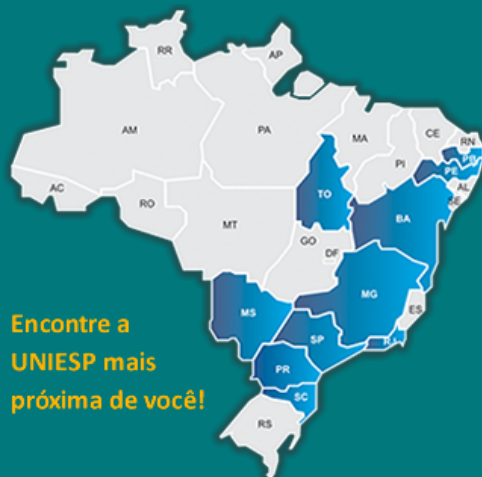 RR
AP
AM
PA
MA
CE
RN
PB
PI
PE
AC
AL
TO
SE
RO
BA
MT
GO
DF
MG
MS
ES
SP
RJ
PR
SC
RS
Encontre a
UNIESP mais
próxima de você!